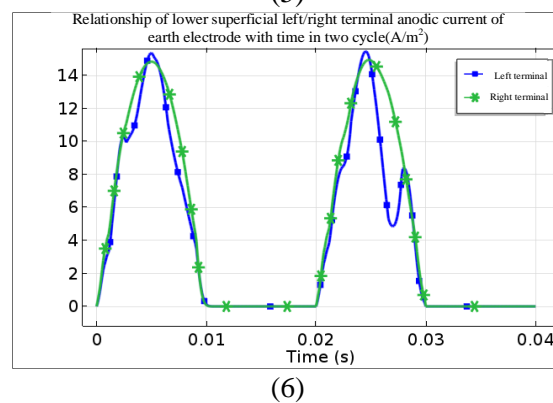 Relationship of lower superficial left/right terminal anodic current of
earth electrode with time in two cycle(A/m²)
14
12
10
8
6
4
2
0
Left terminal
Right terminal
0 0.01 0.02 0.03 0.04
Time (s)
(6)